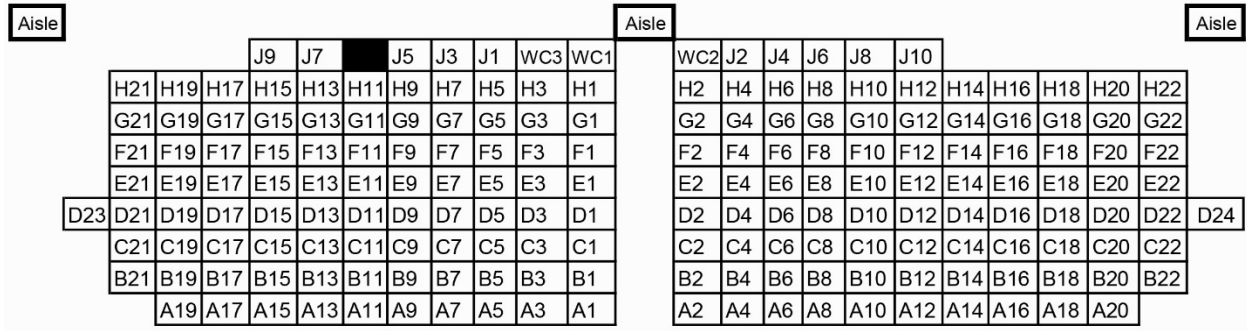 Aisle Aisle Aisle
J9 J7 J5 J3 J1 WC3 WC1 WC2 J2 J4 J6 J8 J10
H21 H19 H17 H15 H13 H11 H9 H7 H5 H3 H1 H2 H4 H6 H8 H10 H12 H14 H16 H18 H20 H22
G21 G19 G17 G15 G13 G11 G9 G7 G5 G3 G1 G2 G4 G6 G8 G10 G12 G14 G16 G18 G20 G22
F21 F19 F17 F15 F13 F11 F9 F7 F5 F3 F1 F2 F4 F6 F8 F10 F12 F14 F16 F18 F20 F22
E21 E19 E17 E15 E13 E11 E9 E7 E5 E3 E1 E2 E4 E6 E8 E10 E12 E14 E16 E18 E20 E22
D23 D21 D19 D17 D15 D13 D11 D9 D7 D5 D3 D1 D2 D4 D6 D8 D10 D12 D14 D16 D18 D20 D22 D24
C21 C19 C17 C15 C13 C11 C9 C7 C5 C3 C1 C2 C4 C6 C8 C10 C12 C14 C16 C18 C20 C22
B21 B19 B17 B15 B13 B11 B9 B7 B5 B3 B1 B2 B4 B6 B8 B10 B12 B14 B16 B18 B20 B22
A19 A17 A15 A13 A11 A9 A7 A5 A3 A1 A2 A4 A6 A8 A10 A12 A14 A16 A18 A20